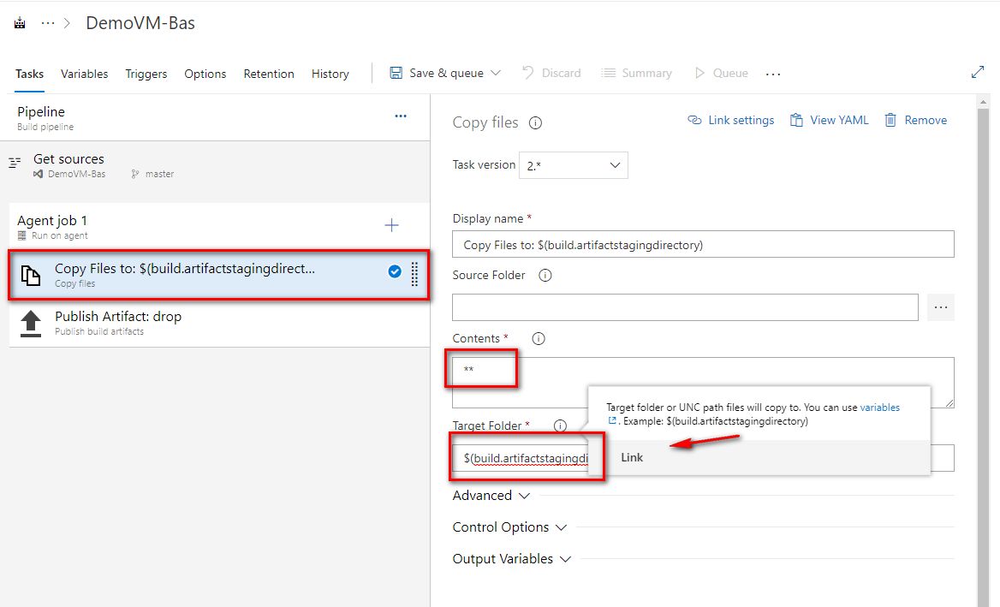 ··· > DemoVM-Bas
Tasks Variables Triggers Options Retention History Save & queue Discard Summary Queue ...
Pipeline
Build pipeline
Get sources
DemoVM-Bas master
Agent job 1
Run on agent
Copy Files to: $(build.artifactstagingdirect...
Copy files
Publish Artifact: drop
Publish build artifacts
Copy files
Link settings View YAML Remove
Task version 2.*
Display name *
Copy Files to: $(build.artifactstagingdirectory)
Source Folder
Contents *
**
Target folder or UNC path files will copy to. You can use variables
. Example: $(build.artifactstagingdirectory)
Link
Target Folder *
$(build.artifactstagingdi
Advanced
Control Options
Output Variables